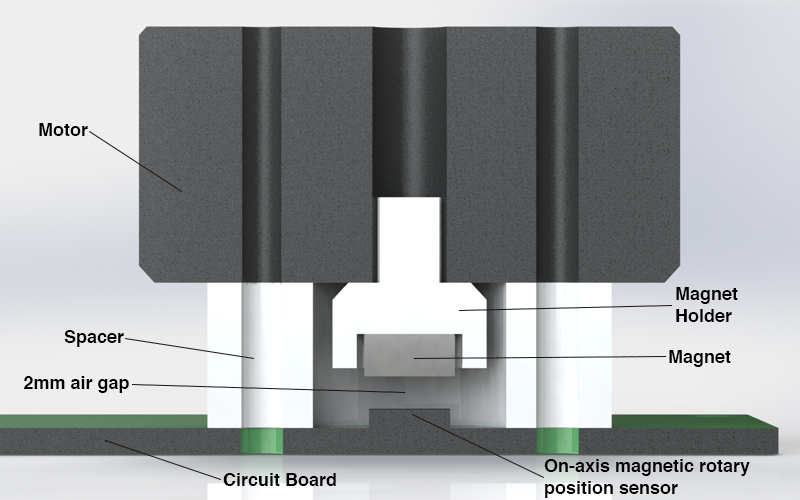 Motor
Magnet
Holder
Spacer
Magnet
2mm air gap
On-axis magnetic rotary
position sensor
Circuit Board